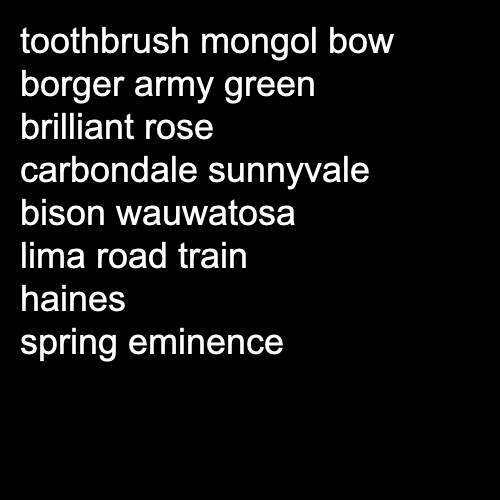 toothbrush mongol bow
borger army green
brilliant rose
carbondale sunnyvale
bison wauwatosa
lima road train
haines
spring eminence